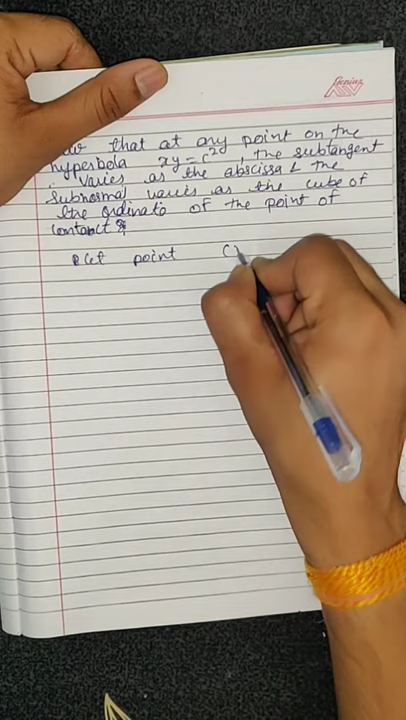 that at any point on the
hyperbola xy = c², the subtangent
varies as the abscissa & the
subnormal varies as the cube of
the ordinate of the point of
contact
Let point (